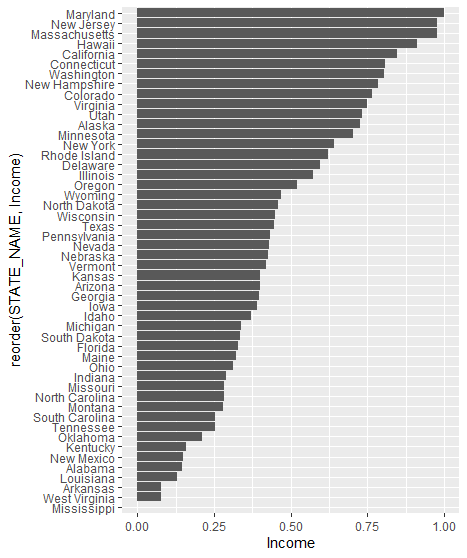 Maryland
New Jersey
Massachusetts
Hawaii
California
Connecticut
Washington
New Hampshire
Colorado
Virginia
Utah
Alaska
Minnesota
New York
Rhode Island
Delaware
Illinois
Oregon
Wyoming
North Dakota
Wisconsin
Texas
Pennsylvania
Nevada
Nebraska
Vermont
Kansas
Arizona
Georgia
Iowa
Idaho
Michigan
South Dakota
Florida
Maine
Ohio
Indiana
Missouri
North Carolina
Montana
South Carolina
Tennessee
Oklahoma
Kentucky
New Mexico
Alabama
Louisiana
Arkansas
West Virginia
Mississippi
reorder(STATE_NAME, Income)
0.00 0.25 0.50 0.75 1.00
Income